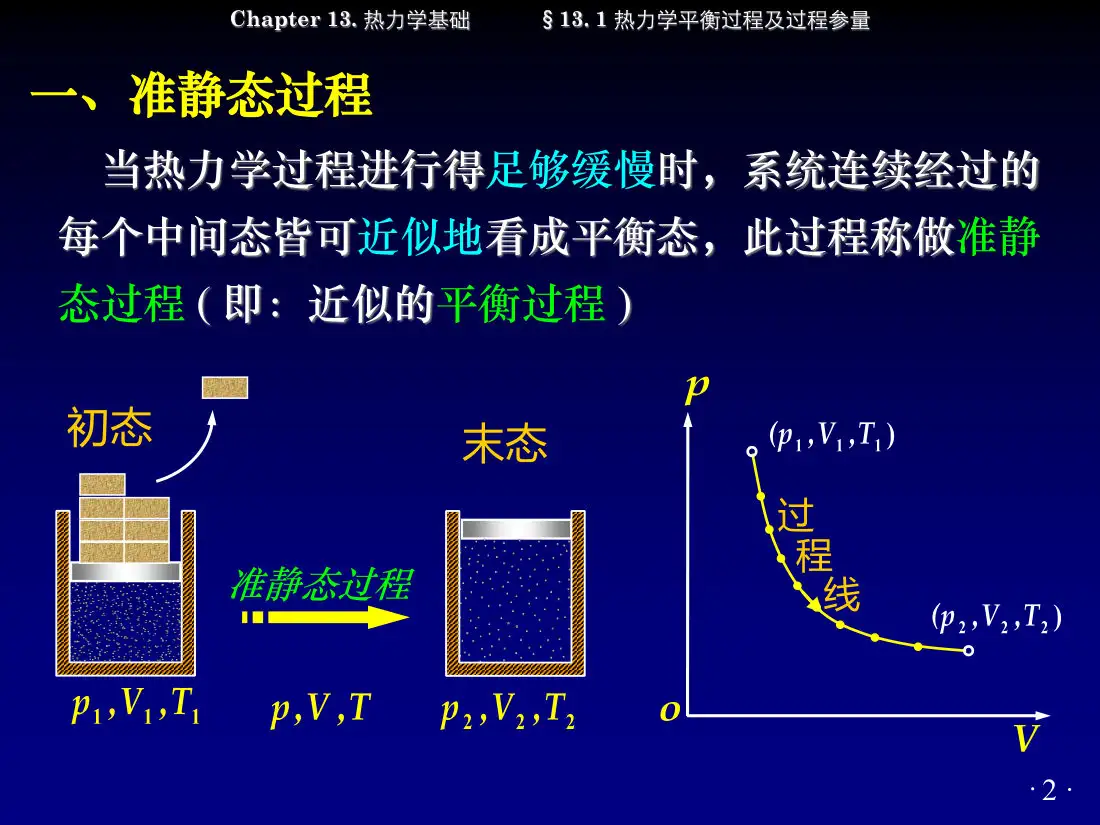 Chapter 13. 热力学基础 §13. 1 热力学平衡过程及过程参量
一、准静态过程
当热力学过程进行得足够缓慢时，系统连续经过的
每个中间态皆可近似地看成平衡态，此过程称做准静
态过程 ( 即：近似的平衡过程 )
初态
末态
准静态过程
p1,V1,T1
p,V,T
p2,V2,T2
p
(p1,V1,T1)
过
程
线
(p2,V2,T2)
o
V
·2·